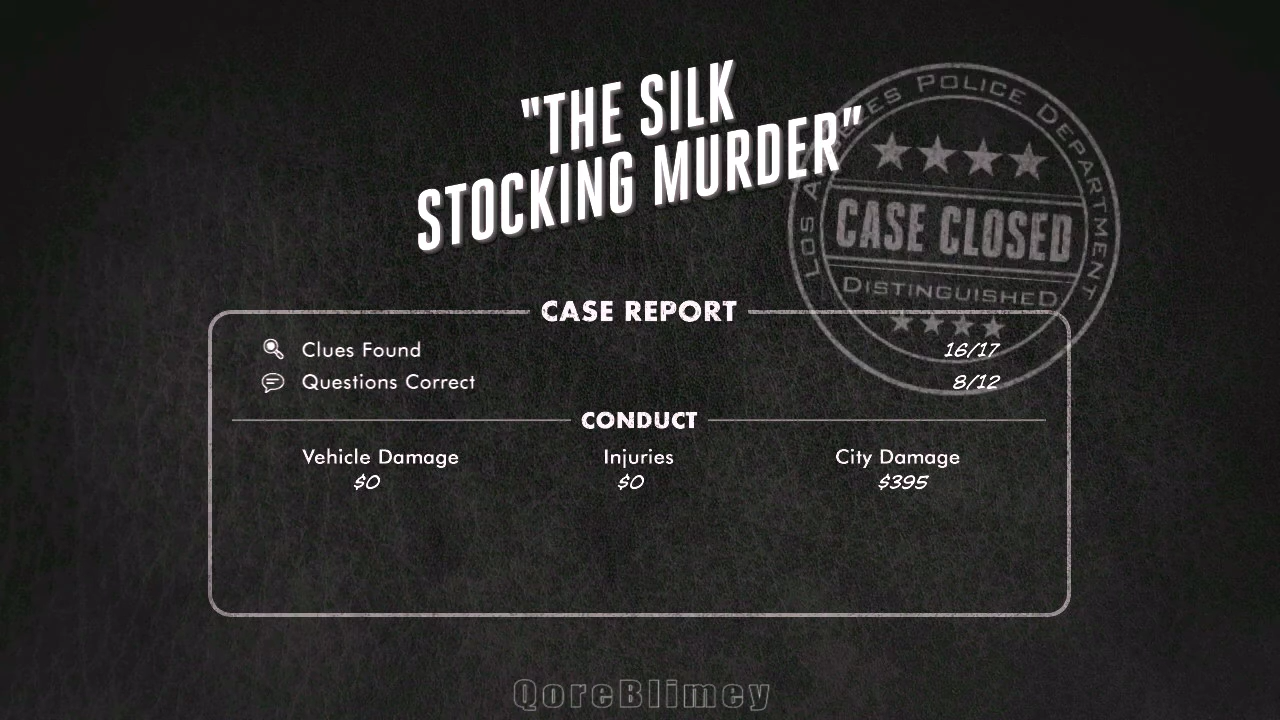 "THE SILK
STOCKING MURDER"
LOS ANGELES POLICE DEPARTMENT
CASE CLOSED
DISTINGUISHED
CASE REPORT
Clues Found 16/17
Questions Correct 8/12
CONDUCT
Vehicle Damage Injuries City Damage
$0 $0 $395
QoreBlimey